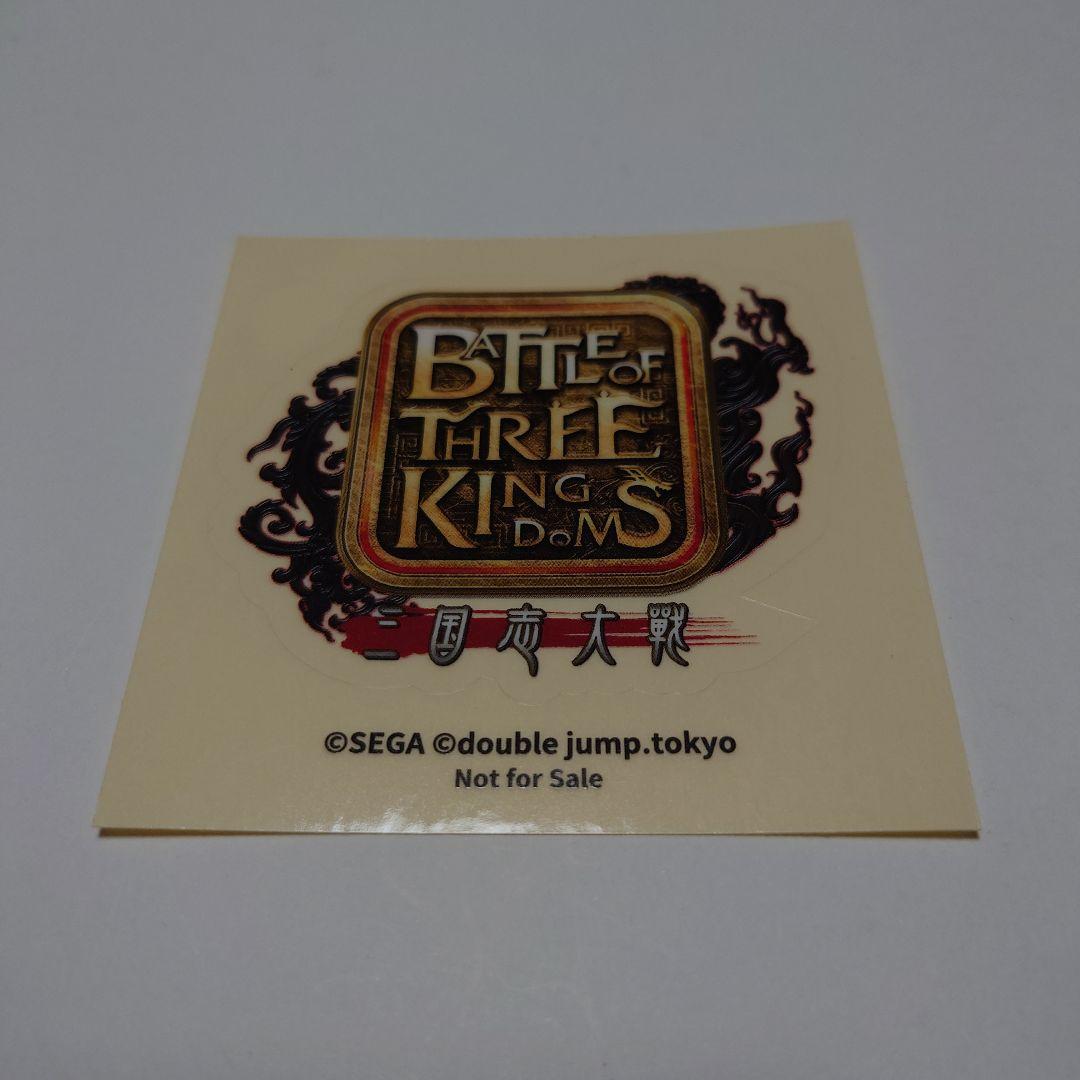 BATTLE OF
THREE
KINGDOMS
三国志大戦
©SEGA ©double jump.tokyo
Not for Sale